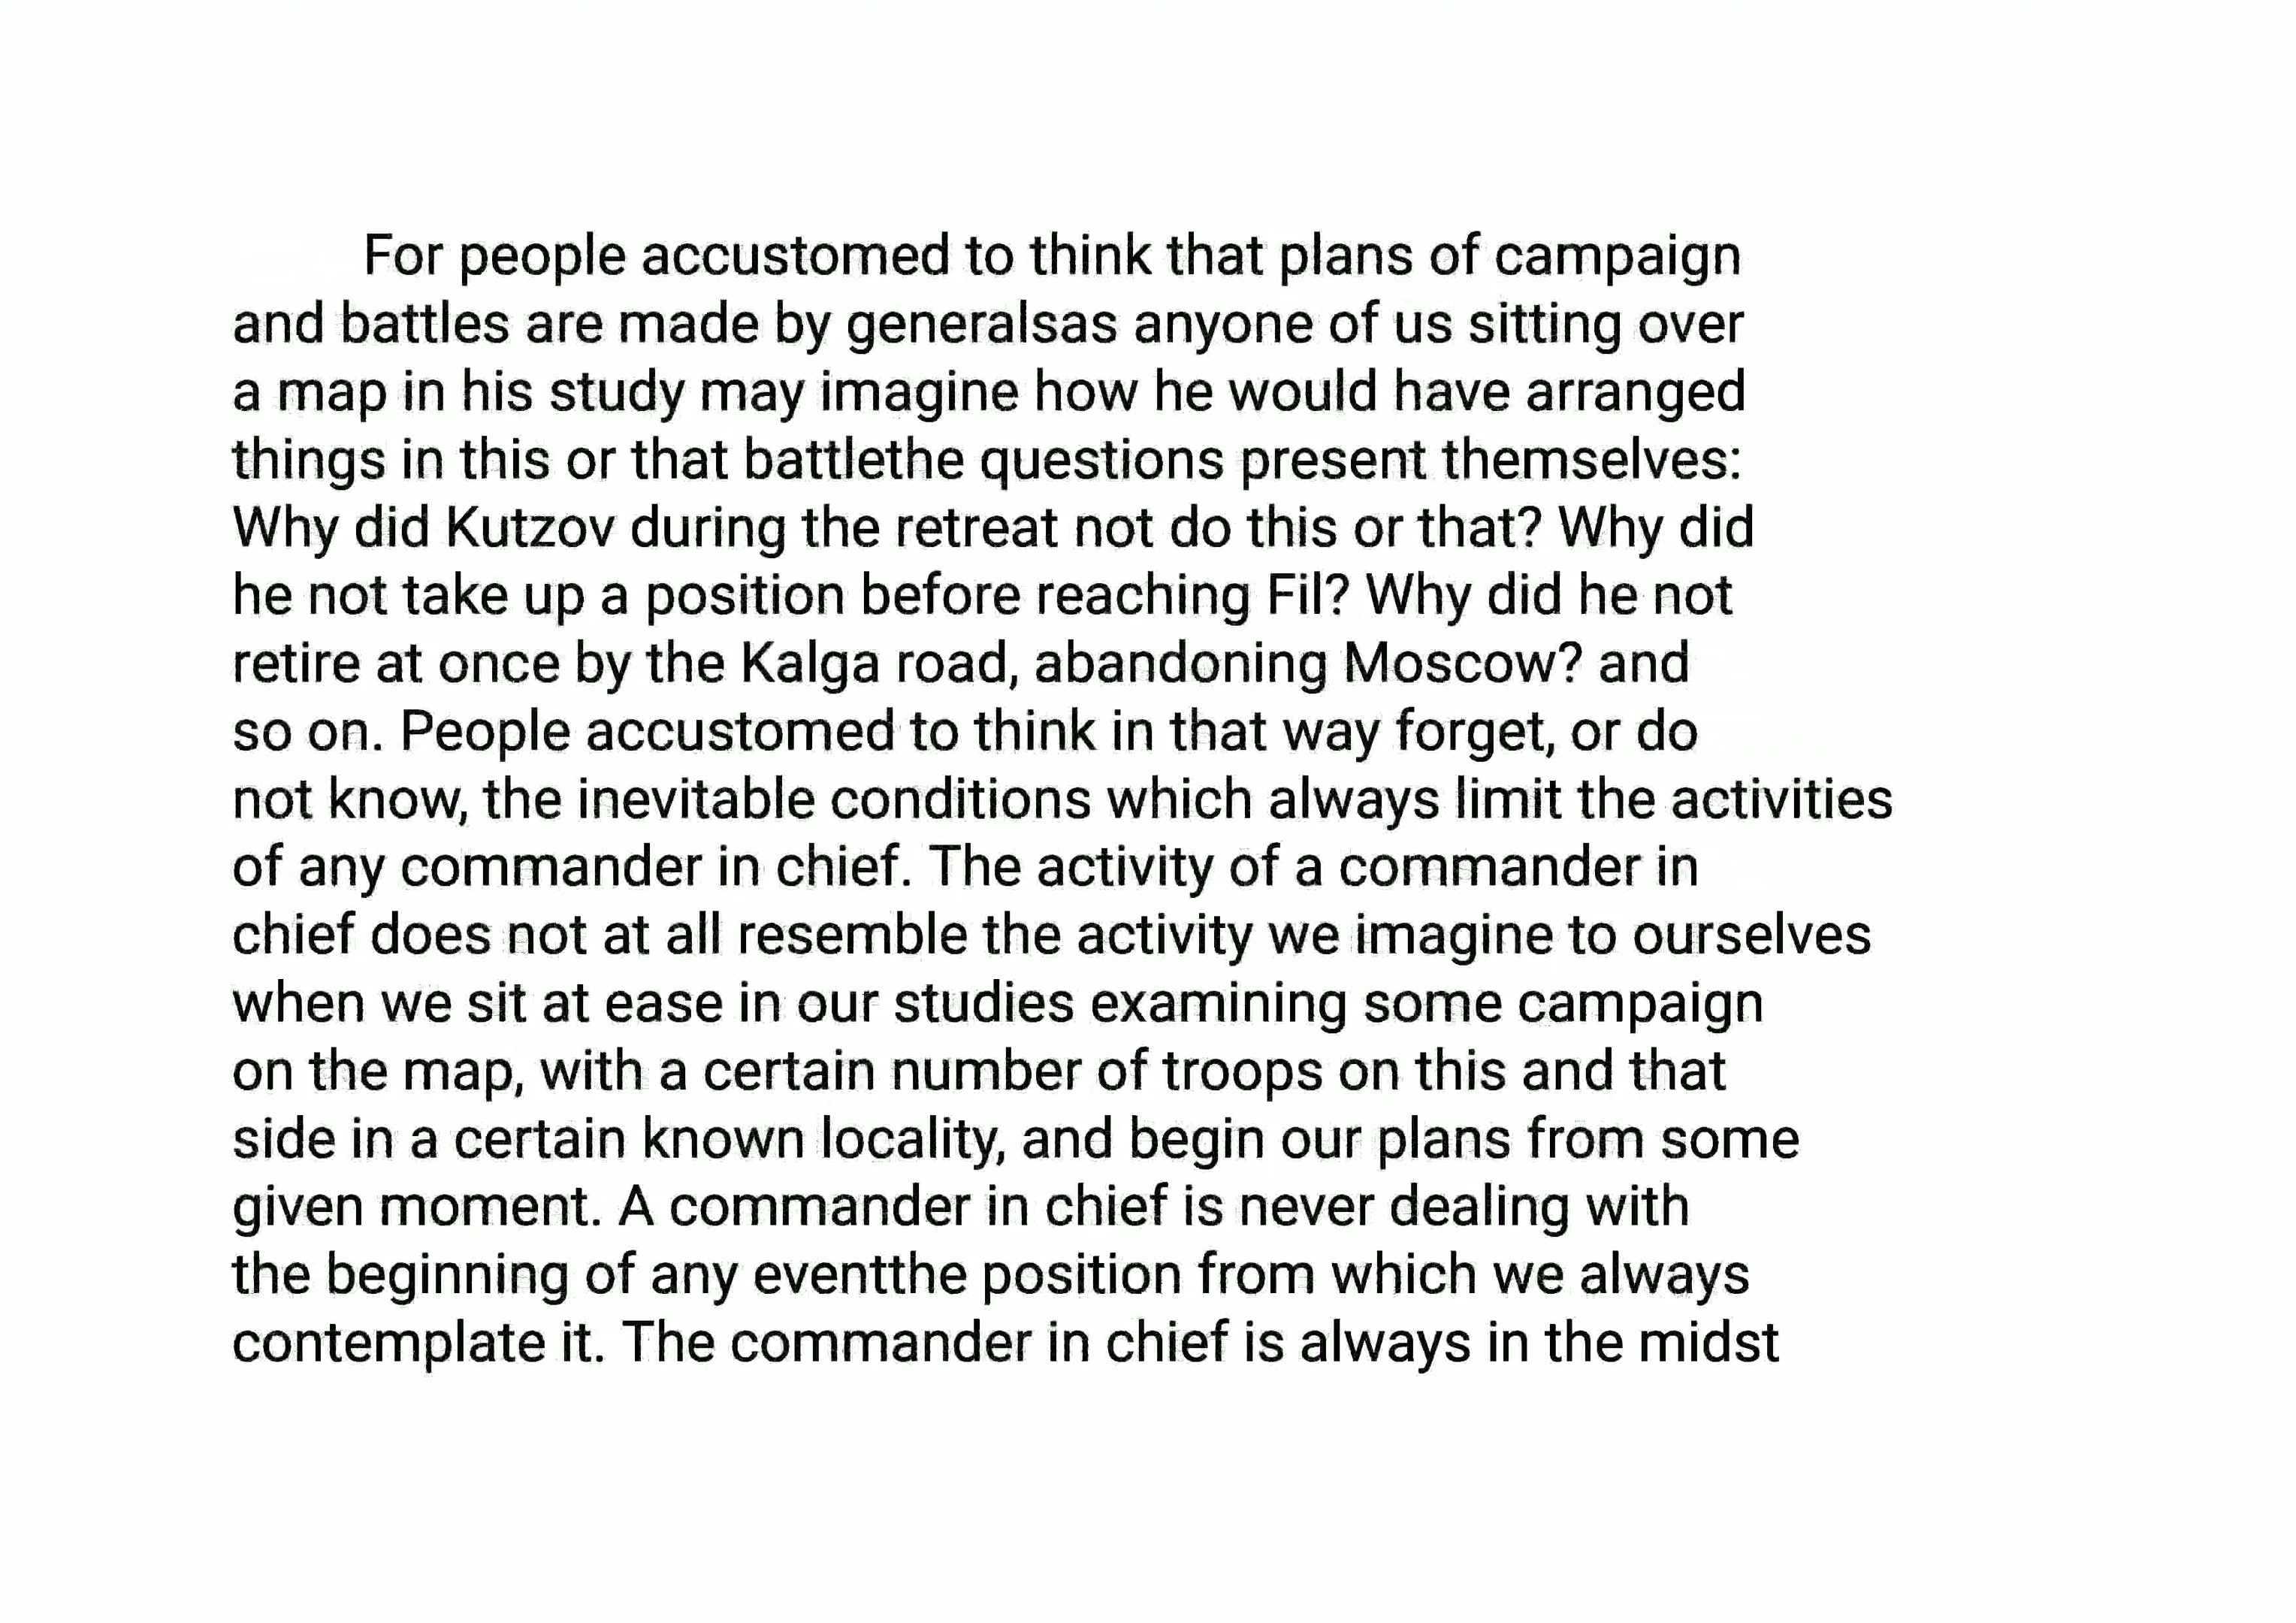 For people accustomed to think that plans of campaign
and battles are made by generalsas anyone of us sitting over
a map in his study may imagine how he would have arranged
things in this or that battlethe questions present themselves:
Why did Kutzov during the retreat not do this or that? Why did
he not take up a position before reaching Fil? Why did he not
retire at once by the Kalga road, abandoning Moscow? and
so on. People accustomed to think in that way forget, or do
not know, the inevitable conditions which always limit the activities
of any commander in chief. The activity of a commander in
chief does not at all resemble the activity we imagine to ourselves
when we sit at ease in our studies examining some campaign
on the map, with a certain number of troops on this and that
side in a certain known locality, and begin our plans from some
given moment. A commander in chief is never dealing with
the beginning of any eventthe position from which we always
contemplate it. The commander in chief is always in the midst